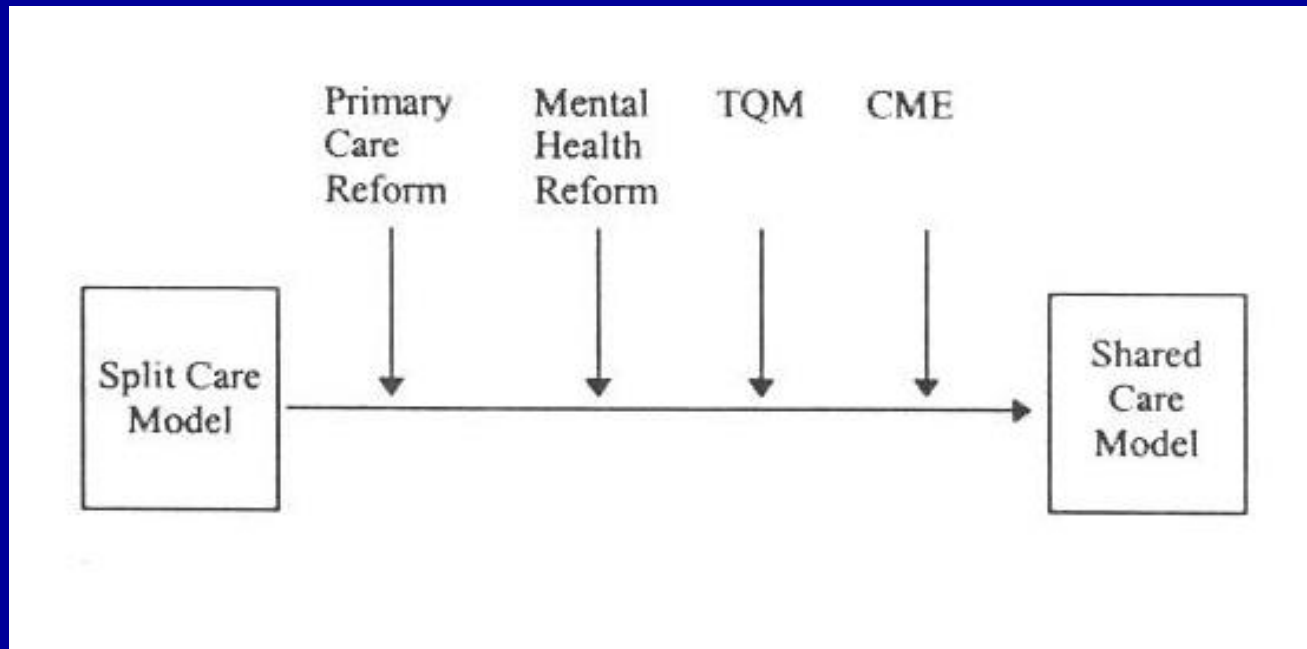 Primary
Care
Reform
Mental
Health
Reform
TQM
CME
Split Care
Model
Shared
Care
Model